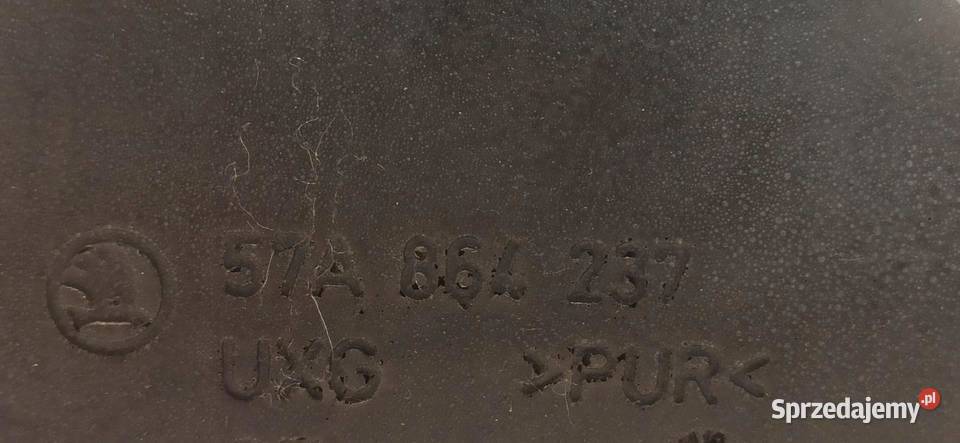 57A 864 237
UXG >PUR<
Sprzedajemy.pl